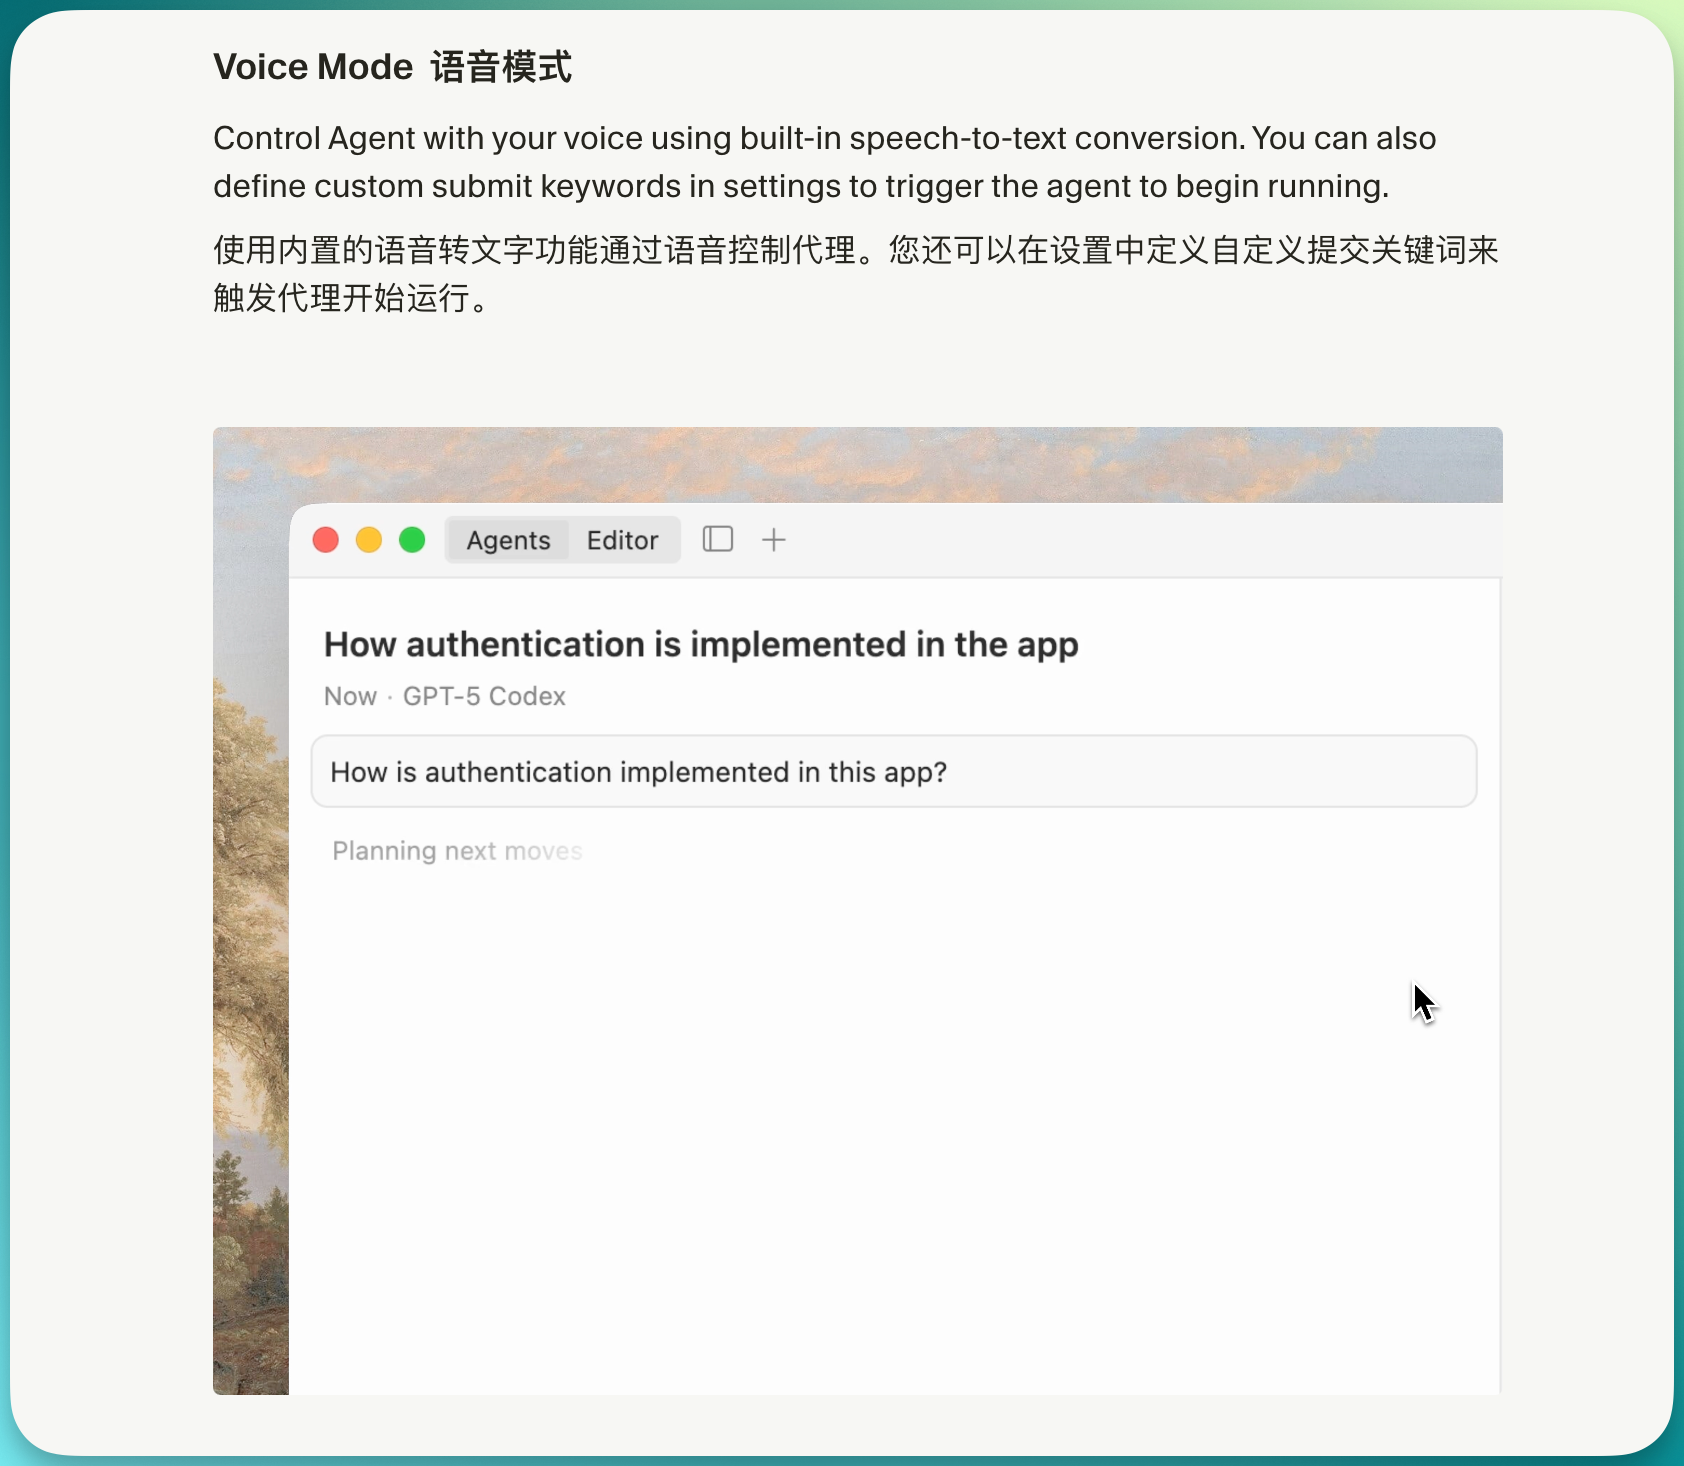 Voice Mode 语音模式
Control Agent with your voice using built-in speech-to-text conversion. You can also
define custom submit keywords in settings to trigger the agent to begin running.
使用内置的语音转文字功能通过语音控制代理。您还可以在设置中定义自定义提交关键词来
触发代理开始运行。
Agents Editor
How authentication is implemented in the app
Now · GPT-5 Codex
How is authentication implemented in this app?
Planning next moves